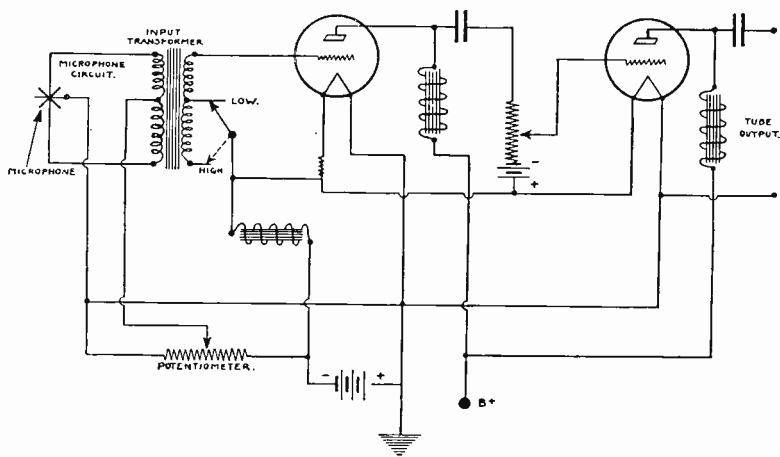 INPUT
TRANSFORMER
MICROPHONE
CIRCUIT.
LOW.
HIGH
MICROPHONE
TUBE
OUTPUT.
-
+
POTENTIOMETER.
- +
B+